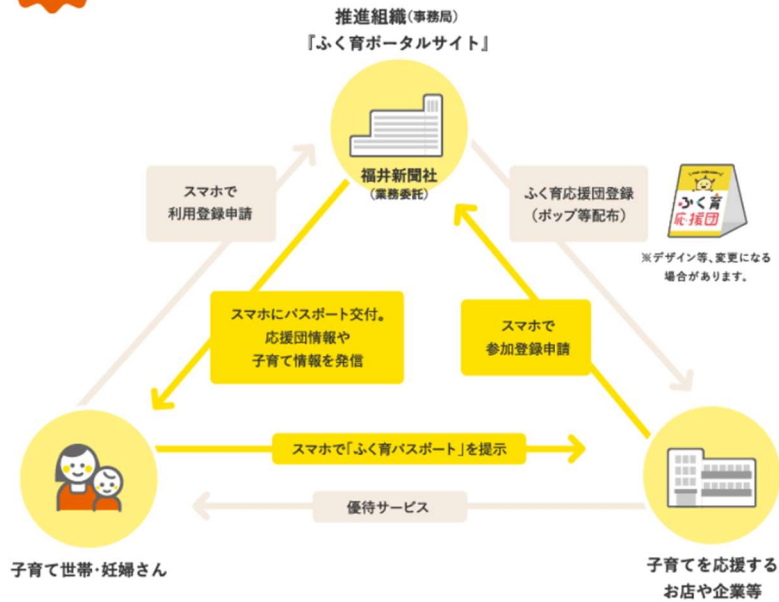 推進組織(事務局)
『ふく育ポータルサイト』
福井新聞社
(業務委託)
スマホで
利用登録申請
ふく育応援団登録
(ポップ等配布)
ふく育
応援団
※デザイン等、変更になる
場合があります。
スマホにパスポート交付。
応援団情報や
子育て情報を発信
スマホで
参加登録申請
スマホで「ふく育パスポート」を提示
優待サービス
子育て世帯・妊婦さん
子育てを応援する
お店や企業等